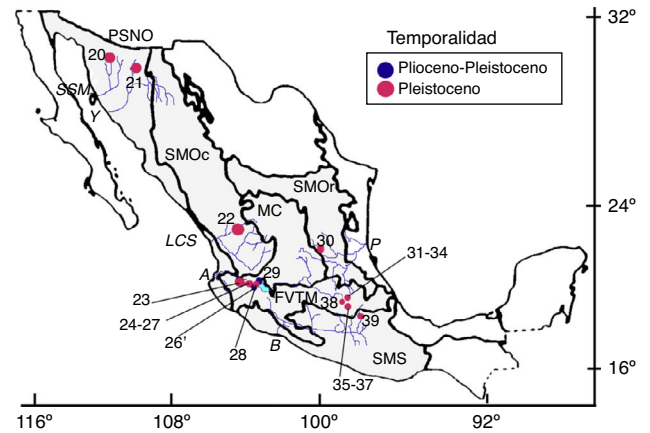 32º
PSNO
Temporalidad
20
Plioceno-Pleistoceno
21
Pleistoceno
SSM
Y
SMOc
SMOr
24º
22
MC
LCS
30
P
31-34
A
29
23
FVTM
38
24-27
39
26’
28
B
SMS
16º
35-37
116º
108º
100º
92º